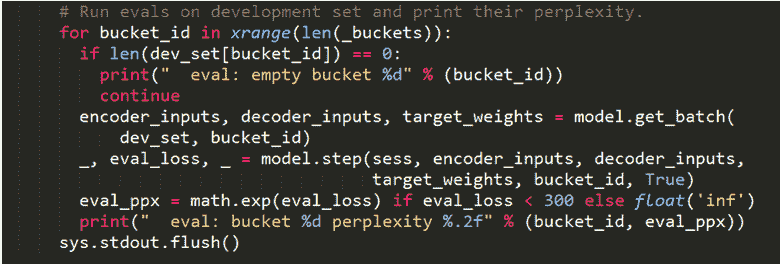 # Run evals on development set and print their perplexity.
for bucket_id in xrange(len(_buckets)):
  if len(dev_set[bucket_id]) == 0:
    print("  eval: empty bucket %d" % (bucket_id))
    continue
  encoder_inputs, decoder_inputs, target_weights = model.get_batch(
      dev_set, bucket_id)
  _, eval_loss, _ = model.step(sess, encoder_inputs, decoder_inputs,
                               target_weights, bucket_id, True)
  eval_ppx = math.exp(eval_loss) if eval_loss < 300 else float('inf')
  print("  eval: bucket %d perplexity %.2f" % (bucket_id, eval_ppx))
sys.stdout.flush()